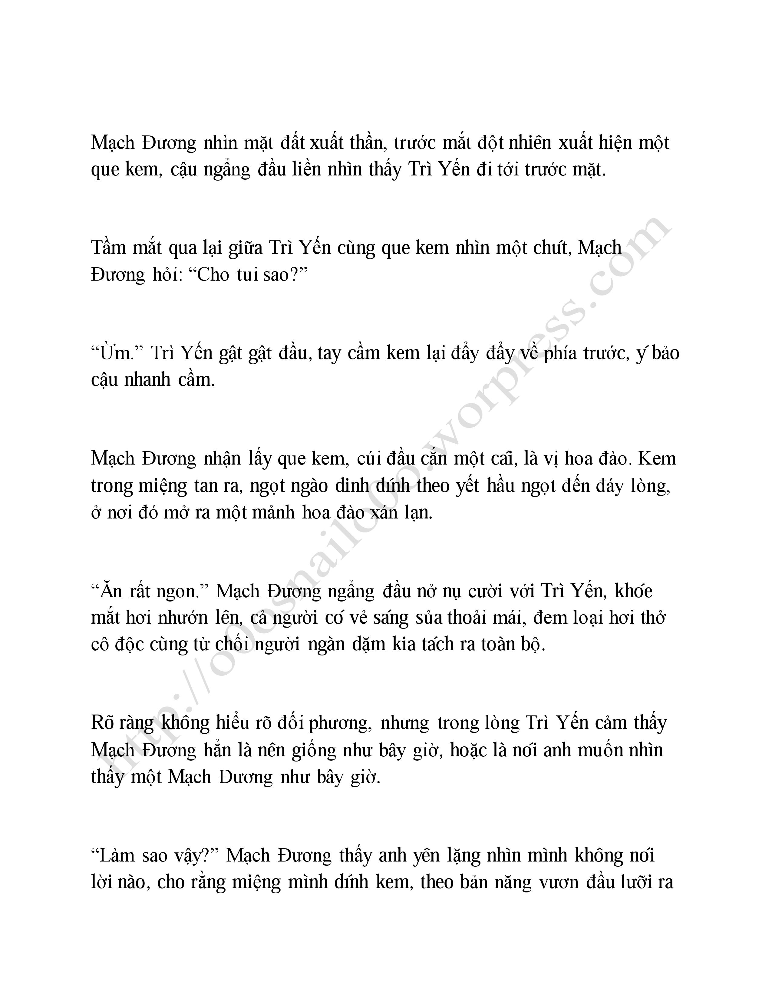 Mạch Đương nhìn mặt đất xuất thần, trước mắt đột nhiên xuất hiện một
que kem, cậu ngẩng đầu liền nhìn thấy Trì Yến đi tới trước mặt.
Tầm mắt qua lại giữa Trì Yến cùng que kem nhìn một chút, Mạch
Đương hỏi: “Cho tui sao?”
“Ừm.” Trì Yến gật gật đầu, tay cầm kem lại đẩy đẩy về phía trước, ý bảo
cậu nhanh cầm.
Mạch Đương nhận lấy que kem, cúi đầu cắn một cái, là vị hoa đào. Kem
trong miệng tan ra, ngọt ngào dinh dính theo yết hầu ngọt đến đáy lòng,
ở nơi đó mở ra một mảnh hoa đào xán lạn.
“Ăn rất ngon.” Mạch Đương ngẩng đầu nở nụ cười với Trì Yến, khóe
mắt hơi nhướn lên, cả người có vẻ sáng sủa thoải mái, đem loại hơi thở
cô độc cùng từ chối người ngàn dặm kia tách ra toàn bộ.
Rõ ràng không hiểu rõ đối phương, nhưng trong lòng Trì Yến cảm thấy
Mạch Đương hẳn là nên giống như bây giờ, hoặc là nói anh muốn nhìn
thấy một Mạch Đương như bây giờ.
“Làm sao vậy?” Mạch Đương thấy anh yên lặng nhìn mình không nói
lời nào, cho rằng miệng mình dính kem, theo bản năng vươn đầu lưỡi ra
http://o0osnailo0o.worpress.com